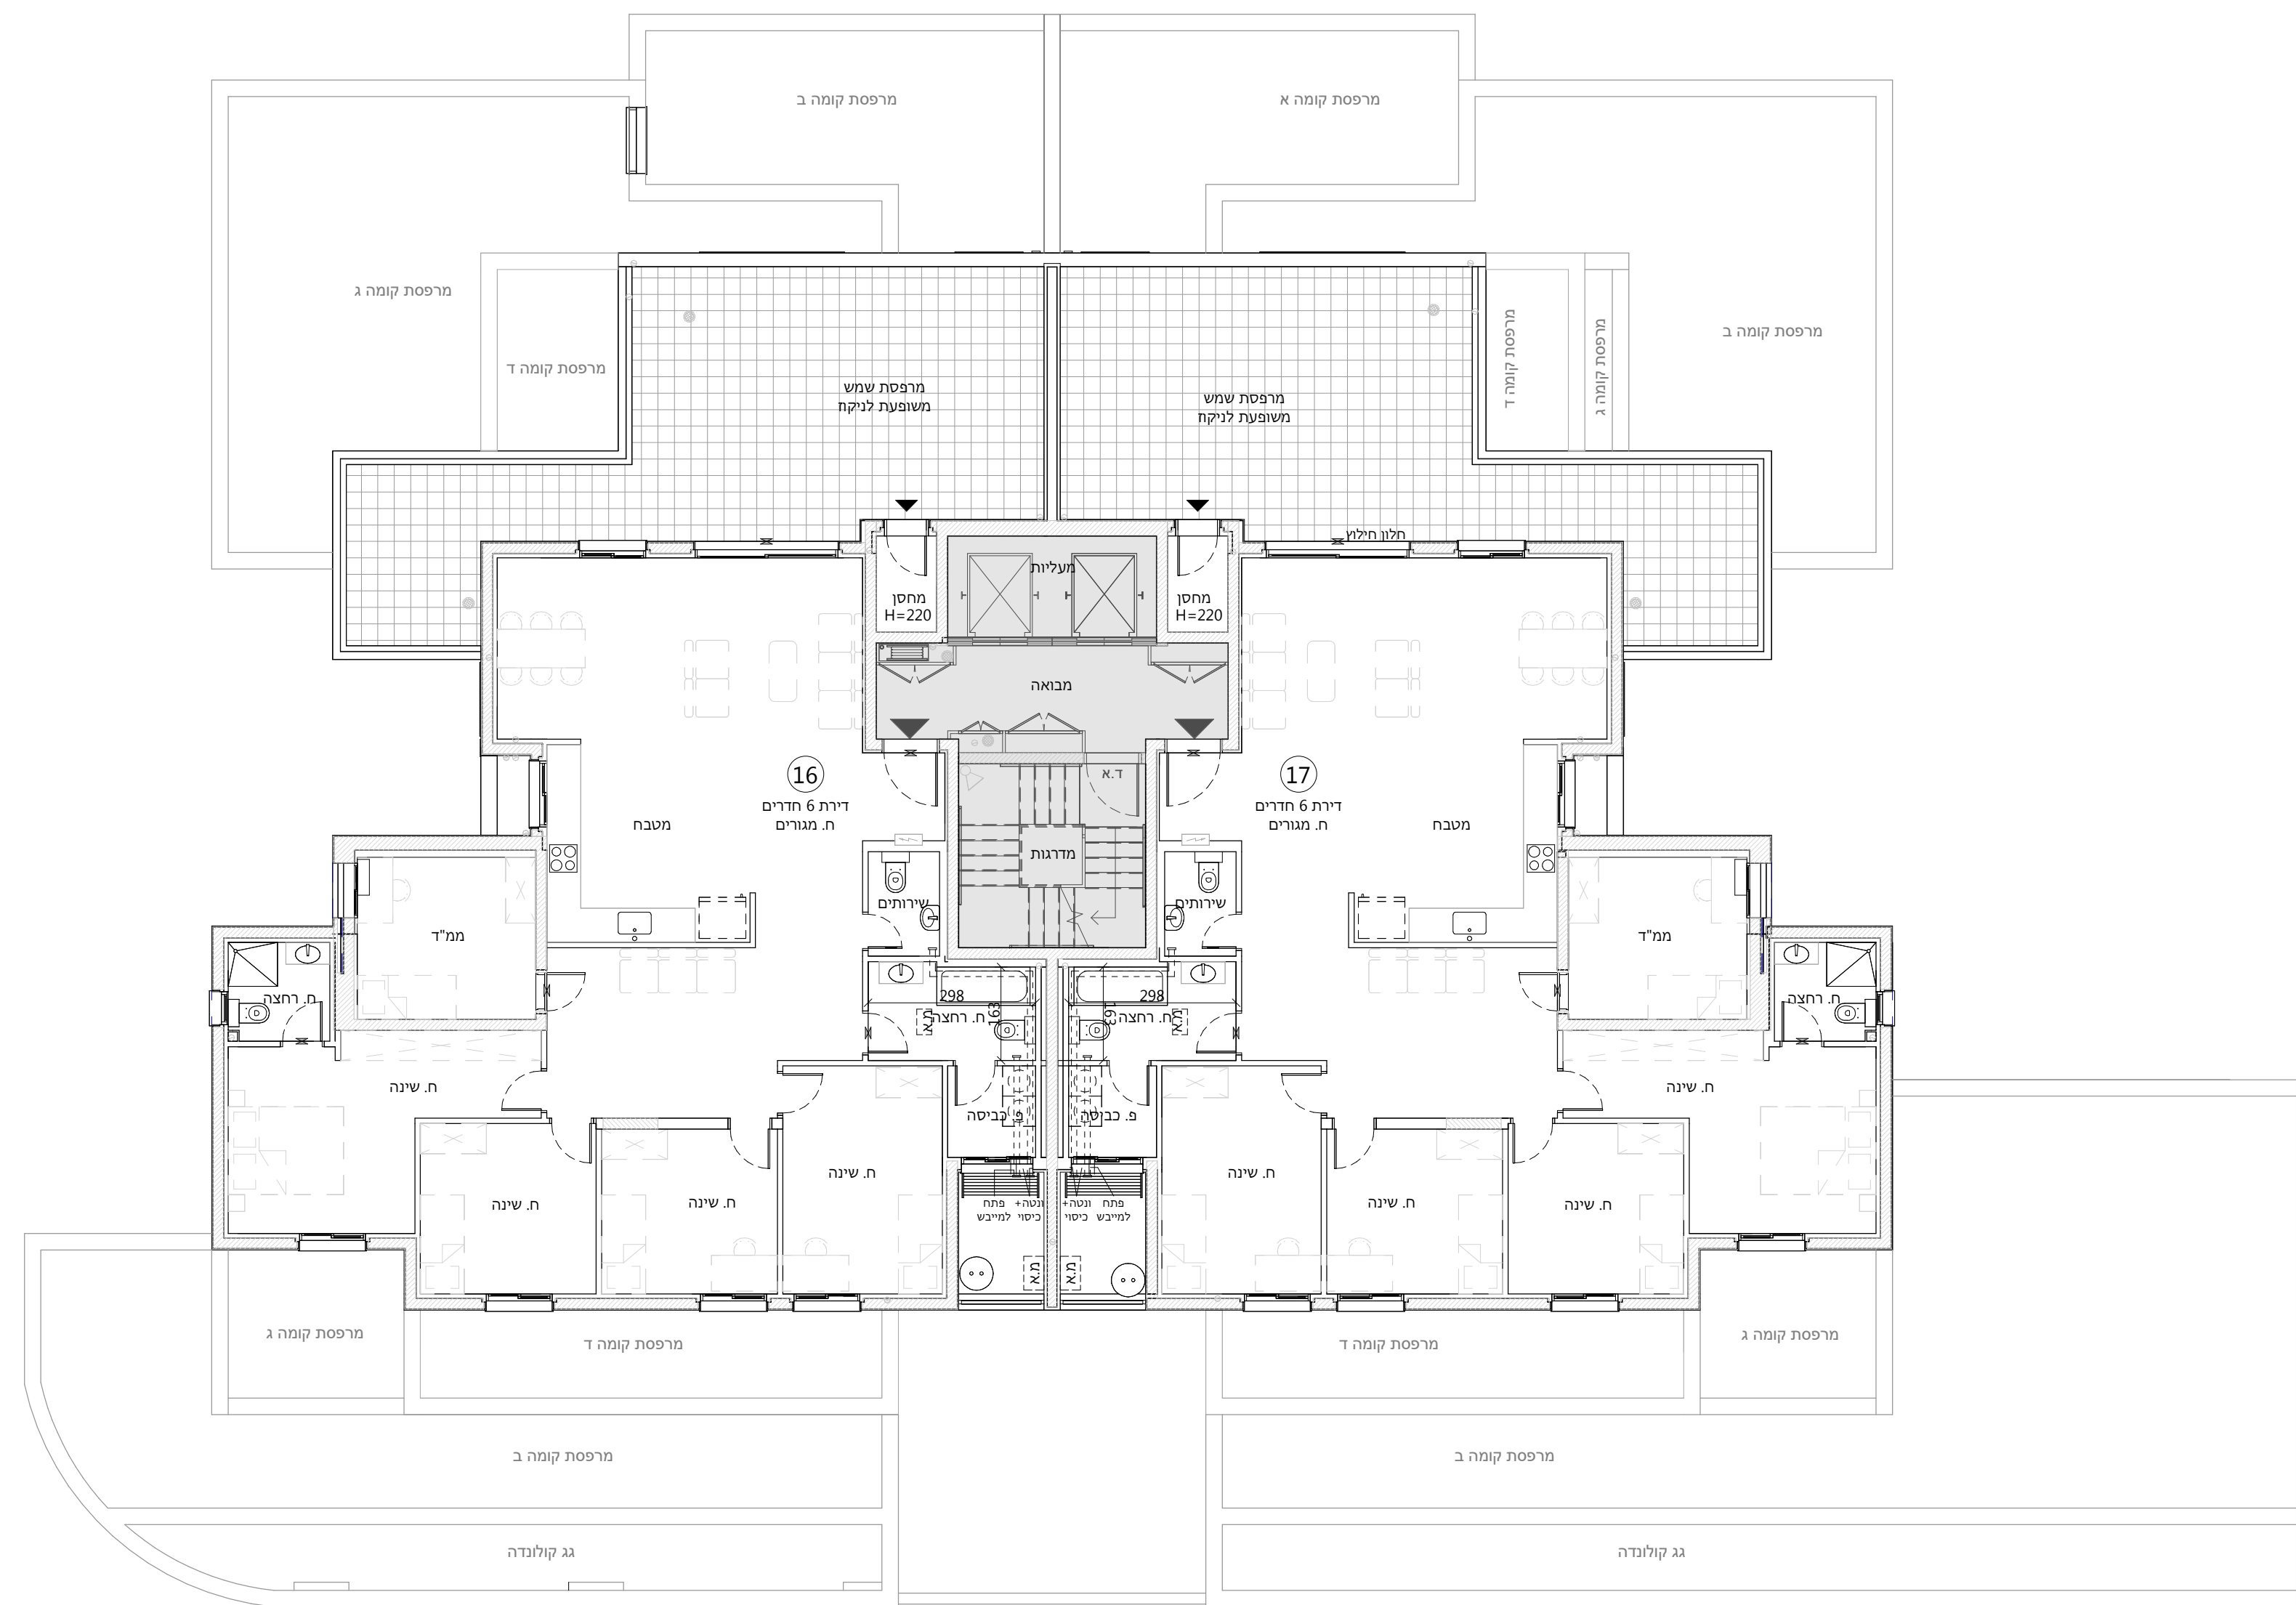 מרפסת קומה א
מרפסת קומה ב
מרפסת קומה ב
מרפסת קומה ג
מרפסת קומה ד
מרפסת קומה ג
מרפסת קומה ד
מרפסת שמש
משופעת לניקוז
מרפסת שמש
משופעת לניקוז
חלון חילוץ
מעליות
מחסן
H=220
מחסן
H=220
מבואה
17
דירת 6 חדרים
ח. מגורים
16
דירת 6 חדרים
ח. מגורים
ד.א
מטבח
מטבח
מדרגות
שירותים
שירותים
ממ"ד
ממ"ד
ח. רחצה
298
163
ח. רחצה
מ.א
298
163
ח. רחצה
מ.א
ח. רחצה
ח. שינה
ח. שינה
פ. כביסה
פ. כביסה
ח. שינה
ח. שינה
ח. שינה
ח. שינה
ח. שינה
ח. שינה
פתח
למייבש
ונטה+
כיסוי
ונטה+
כיסוי
פתח
למייבש
מ.א
מ.א
מרפסת קומה ג
מרפסת קומה ד
מרפסת קומה ד
מרפסת קומה ג
מרפסת קומה ב
מרפסת קומה ב
גג קולונדה
גג קולונדה